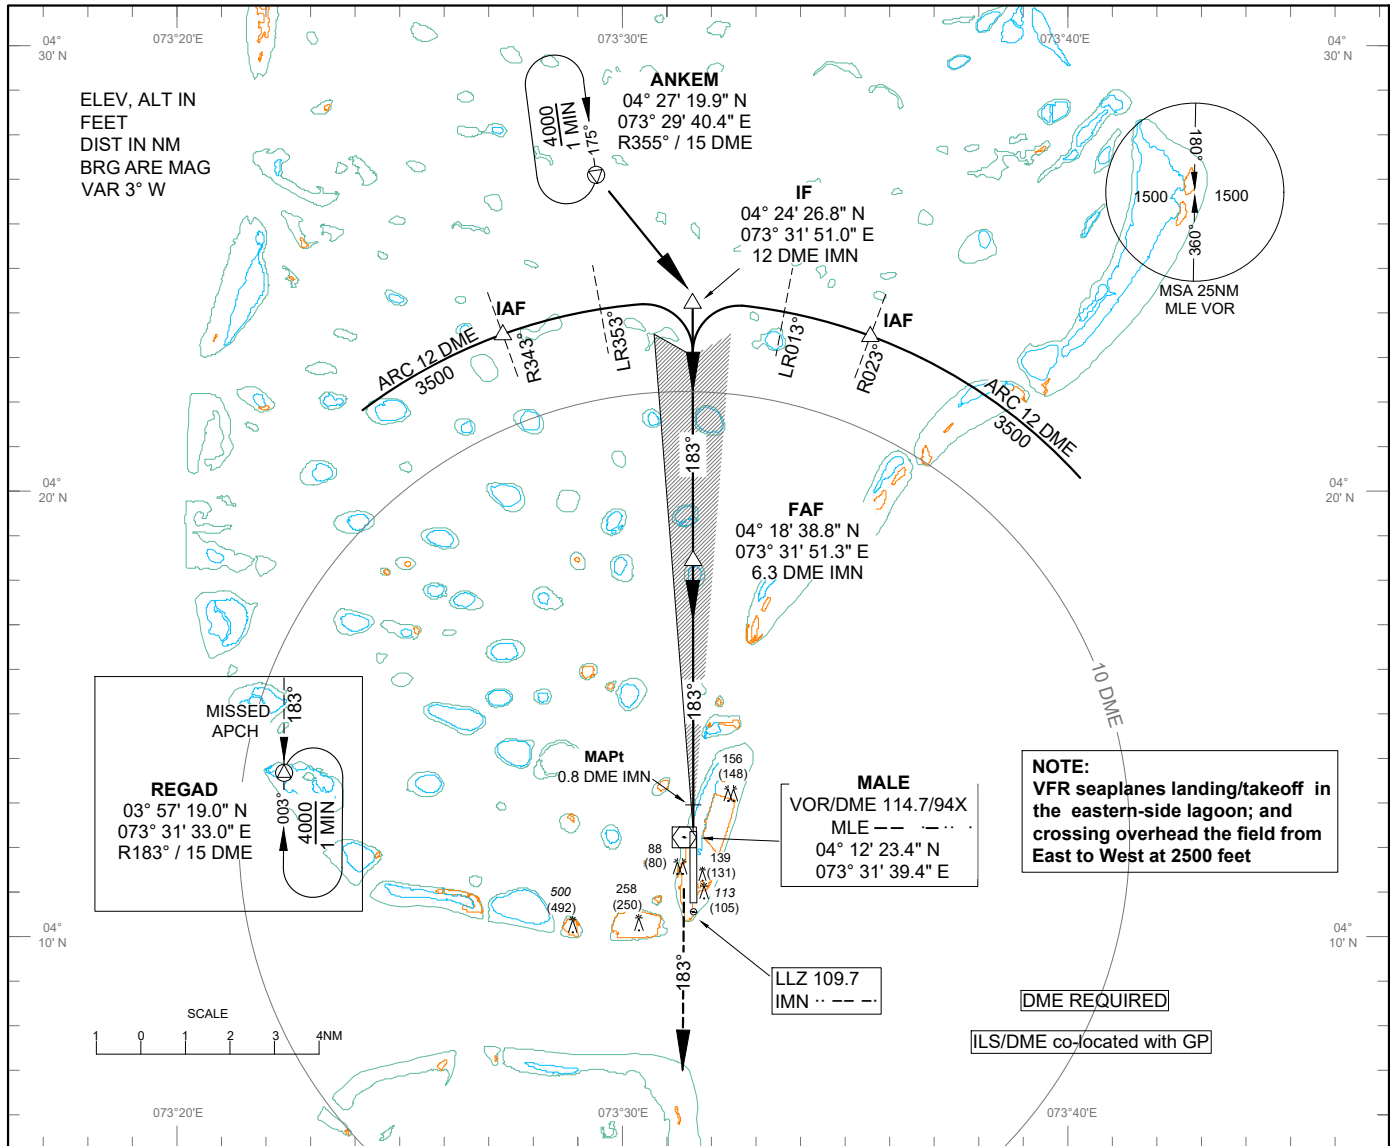 073° 20'E
073°30'E
073°40'E
04°
30' N
04°
30' N
ELEV, ALT IN
FEET
DIST IN NM
BRG ARE MAG
VAR 3° W
4000
1 MIN
175°
ANKEM
04° 27' 19.9" N
073° 29' 40.4" E
R355° / 15 DME
IF
04° 24' 26.8" N
073° 31' 51.0" E
12 DME IMN
180°
1500
1500
360°
MSA 25NM
MLE VOR
IAF
IAF
R343°
LR353°
LR013°
R023°
ARC 12 DME
3500
ARC 12 DME
3500
183°
04°
20' N
04°
20' N
FAF
04° 18' 38.8" N
073° 31' 51.3" E
6.3 DME IMN
10 DME
183°
183°
MISSED
APCH
REGAD
03° 57' 19.0" N
073° 31' 33.0" E
R183° / 15 DME
003°
4000
1 MIN
MAPt
0.8 DME IMN
156
(148)
MALE
VOR/DME 114.7/94X
MLE
04° 12' 23.4" N
073° 31' 39.4" E
NOTE:
VFR seaplanes landing/takeoff in
the eastern-side lagoon; and
crossing overhead the field from
East to West at 2500 feet
88
(80)
139
(131)
113
(105)
500
(492)
258
(250)
04°
10' N
04°
10' N
183°
LLZ 109.7
IMN
DME REQUIRED
ILS/DME co-located with GP
SCALE
1 0 1 2 3 4NM
073° 20'E
073° 30'E
073° 40'E